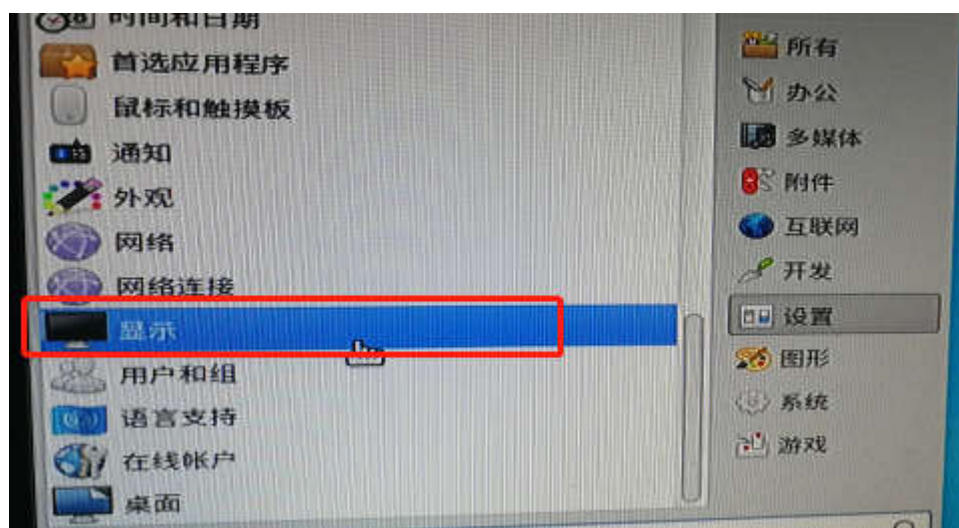 时间和日期
首选应用程序
鼠标和触摸板
通知
外观
网络
网络连接
显示
用户和组
语言支持
在线帐户
桌面
所有
办公
多媒体
附件
互联网
开发
设置
图形
系统
游戏